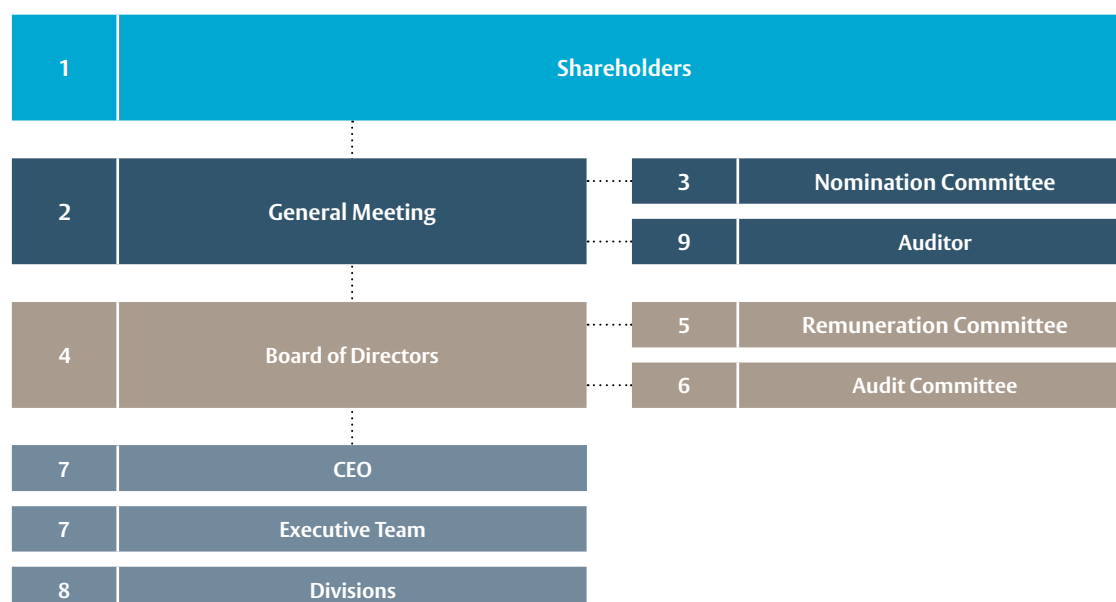 1 Shareholders
2 General Meeting
3 Nomination Committee
9 Auditor
4 Board of Directors
5 Remuneration Committee
6 Audit Committee
7 CEO
7 Executive Team
8 Divisions